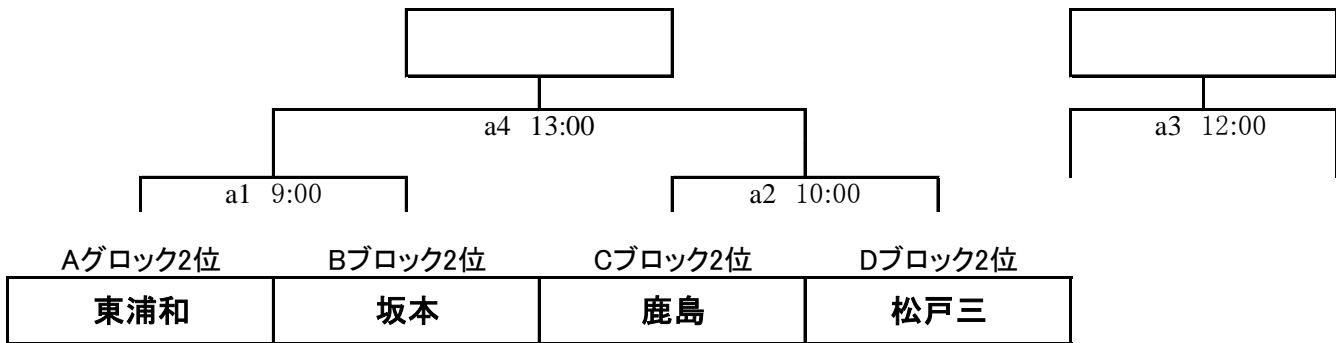 a4 13:00
a3 12:00
a1 9:00
a2 10:00
Aグロック2位
Bブロック2位
Cブロック2位
Dブロック2位
東浦和
坂本
鹿島
松戸三